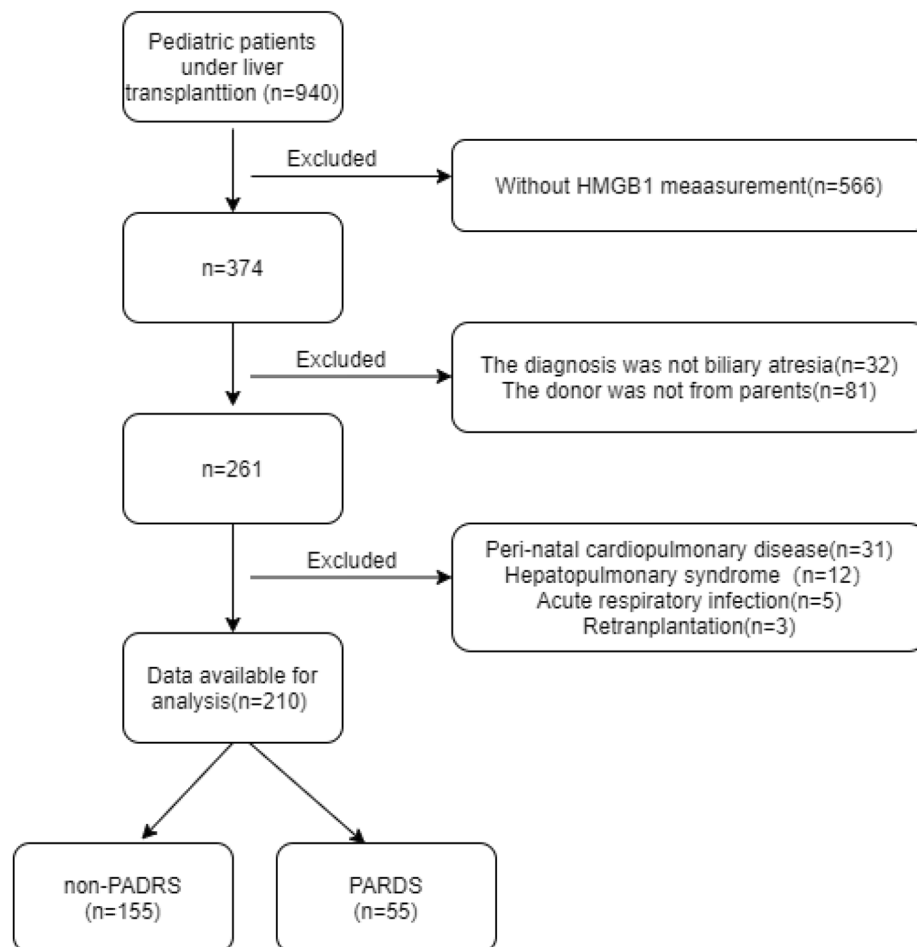 Pediatric patients
under liver
transplanttion (n=940)
Excluded
Without HMGB1 meaasurement(n=566)
n=374
Excluded
The diagnosis was not biliary atresia(n=32)
The donor was not from parents(n=81)
n=261
Excluded
Peri-natal cardiopulmonary disease(n=31)
Hepatopulmonary syndrome （n=12)
Acute respiratory infection(n=5)
Retranplantation(n=3)
Data available for
analysis(n=210)
non-PADRS
(n=155)
PARDS
(n=55)